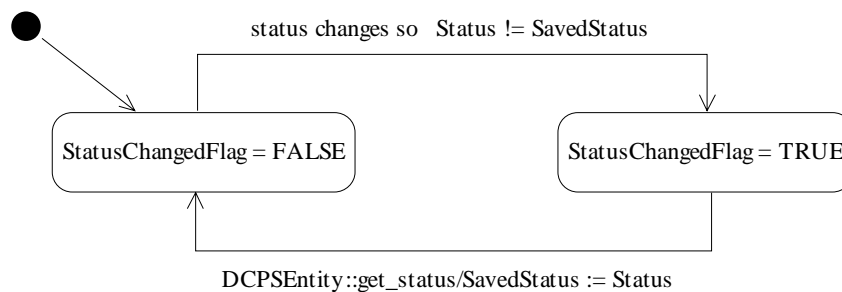 status changes so Status != SavedStatus
StatusChangedFlag = FALSE
StatusChangedFlag = TRUE
DCPSEntity::get_status/SavedStatus := Status